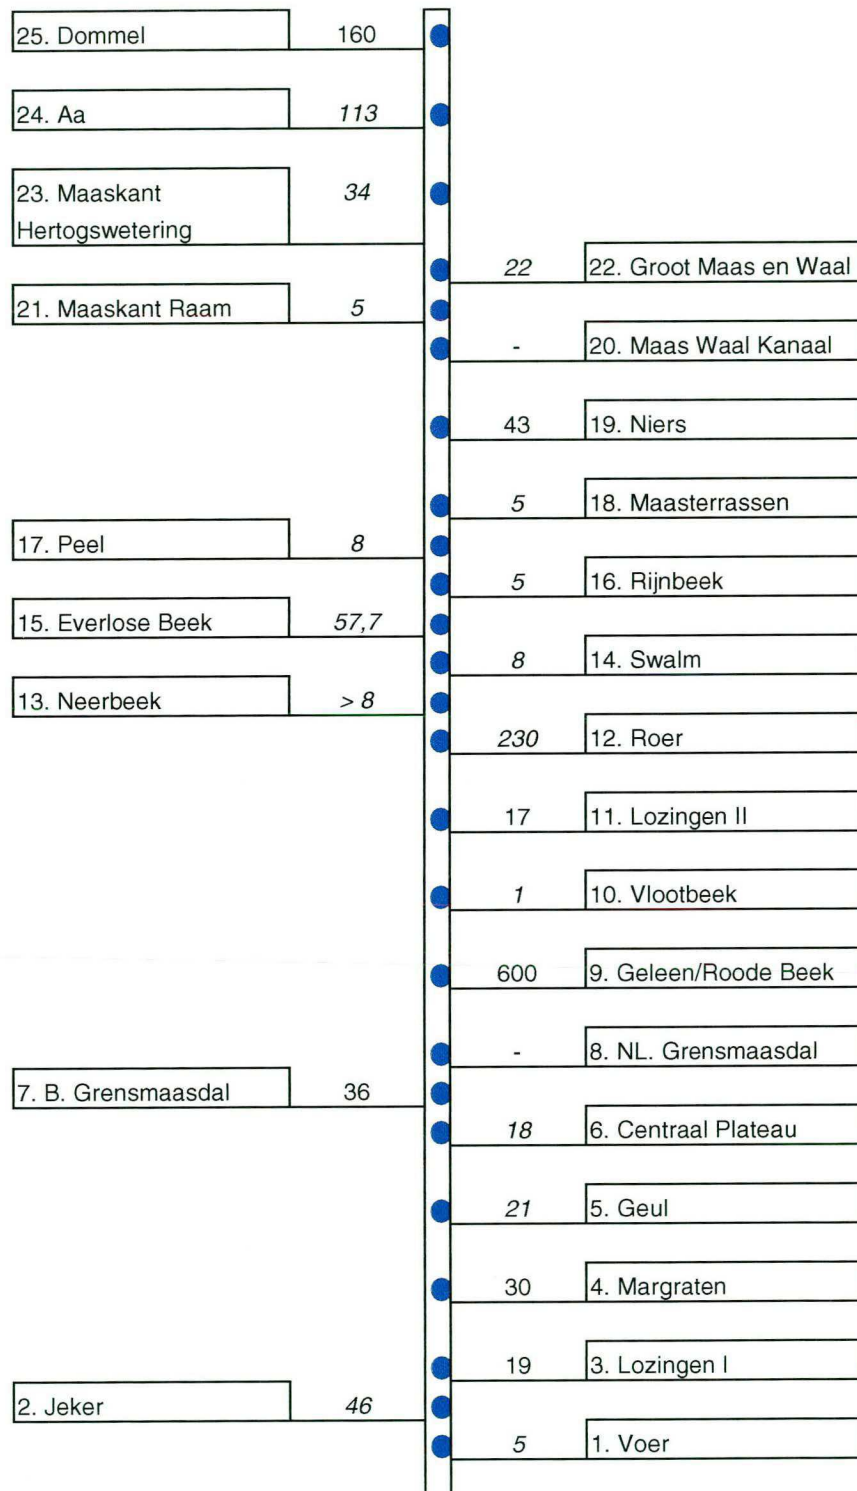 25. Dommel 160
24. Aa 113
23. Maaskant 34
Hertogswetering
22 22. Groot Maas en Waal
21. Maaskant Raam 5
- 20. Maas Waal Kanaal
43 19. Niers
5 18. Maasterrassen
17. Peel 8
5 16. Rijnbeek
15. Everlose Beek 57,7
8 14. Swalm
13. Neerbeek > 8
230 12. Roer
17 11. Lozingen II
1 10. Vlootbeek
600 9. Geleen/Roode Beek
- 8. NL. Grensmaasdal
7. B. Grensmaasdal 36
18 6. Centraal Plateau
21 5. Geul
30 4. Margraten
19 3. Lozingen I
2. Jeker 46
5 1. Voer